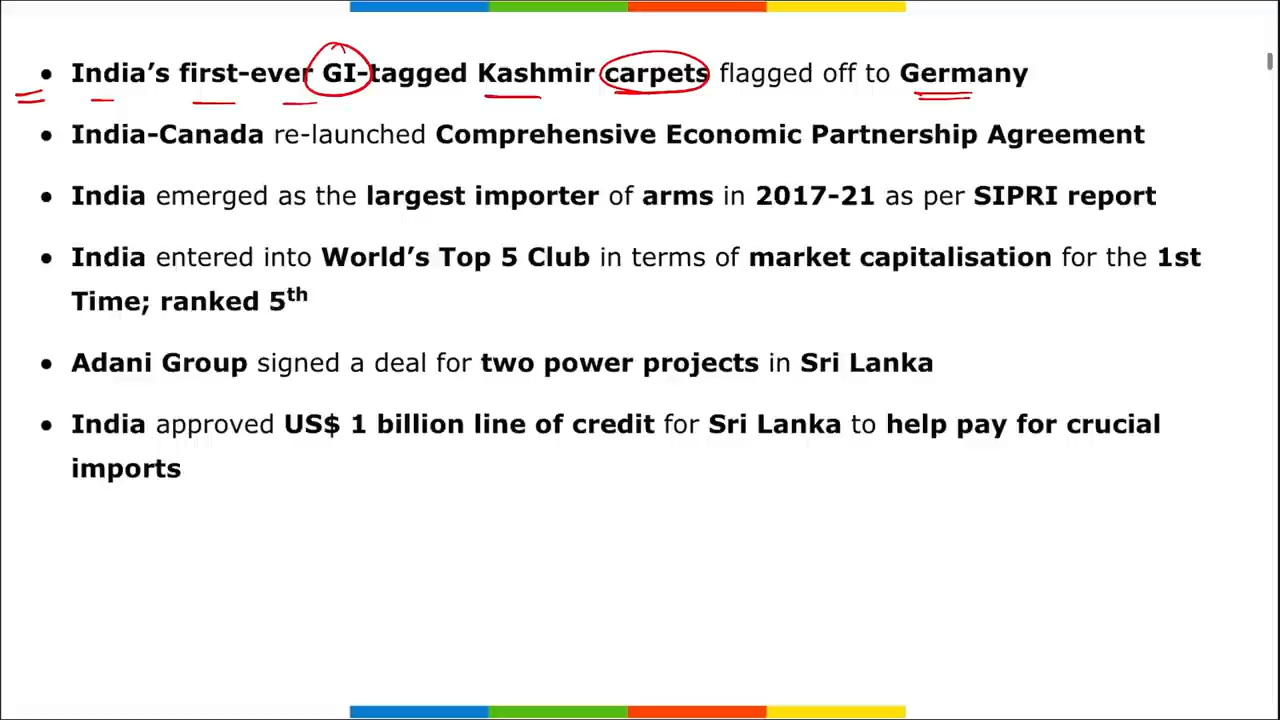 • India's first-ever GI-tagged Kashmir carpets flagged off to Germany
• India-Canada re-launched Comprehensive Economic Partnership Agreement
• India emerged as the largest importer of arms in 2017-21 as per SIPRI report
• India entered into World's Top 5 Club in terms of market capitalisation for the 1st
Time; ranked 5th
• Adani Group signed a deal for two power projects in Sri Lanka
• India approved US$ 1 billion line of credit for Sri Lanka to help pay for crucial
imports